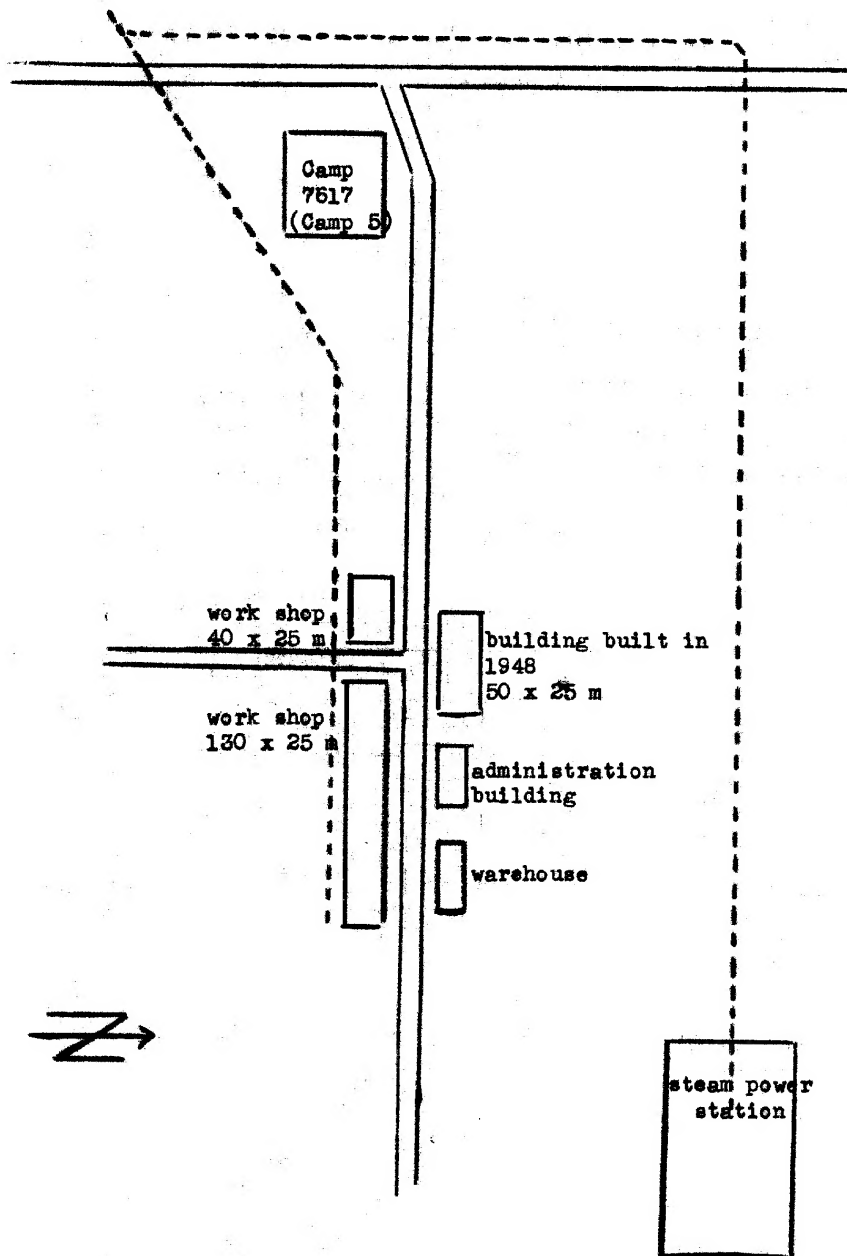 Camp
7517
(Camp 5)
work shop
40 x 25 m
building built in
1948
50 x 25 m
work shop
130 x 25 m
administration
building
warehouse
N
steam power
station